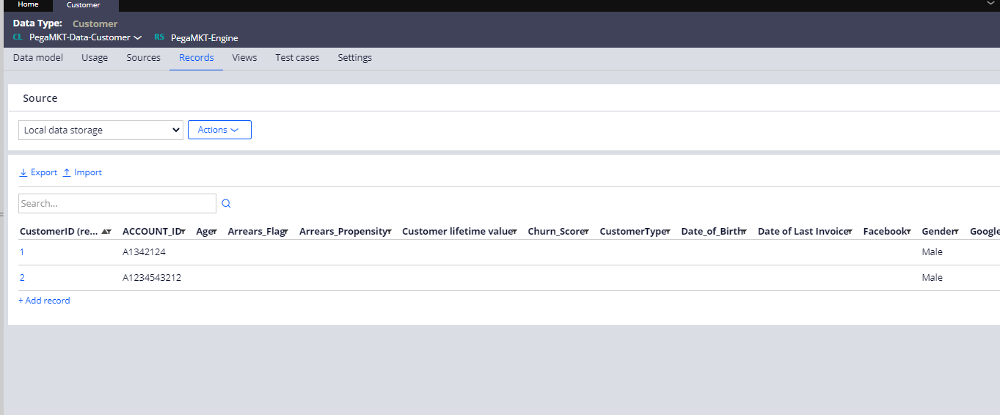 Home Customer
Data Type: Customer
CL PegaMKT-Data-Customer RS PegaMKT-Engine
Data model Usage Sources Records Views Test cases Settings
Source
Local data storage Actions
Export Import
Search...
CustomerID (re... ACCOUNT_ID Age Arrears_Flag Arrears_Propensity Customer lifetime value Churn_Score CustomerType Date_of_Birth Date of Last Invoice Facebook Gender Google
1 A1342124 Male
2 A1234543212 Male
+ Add record